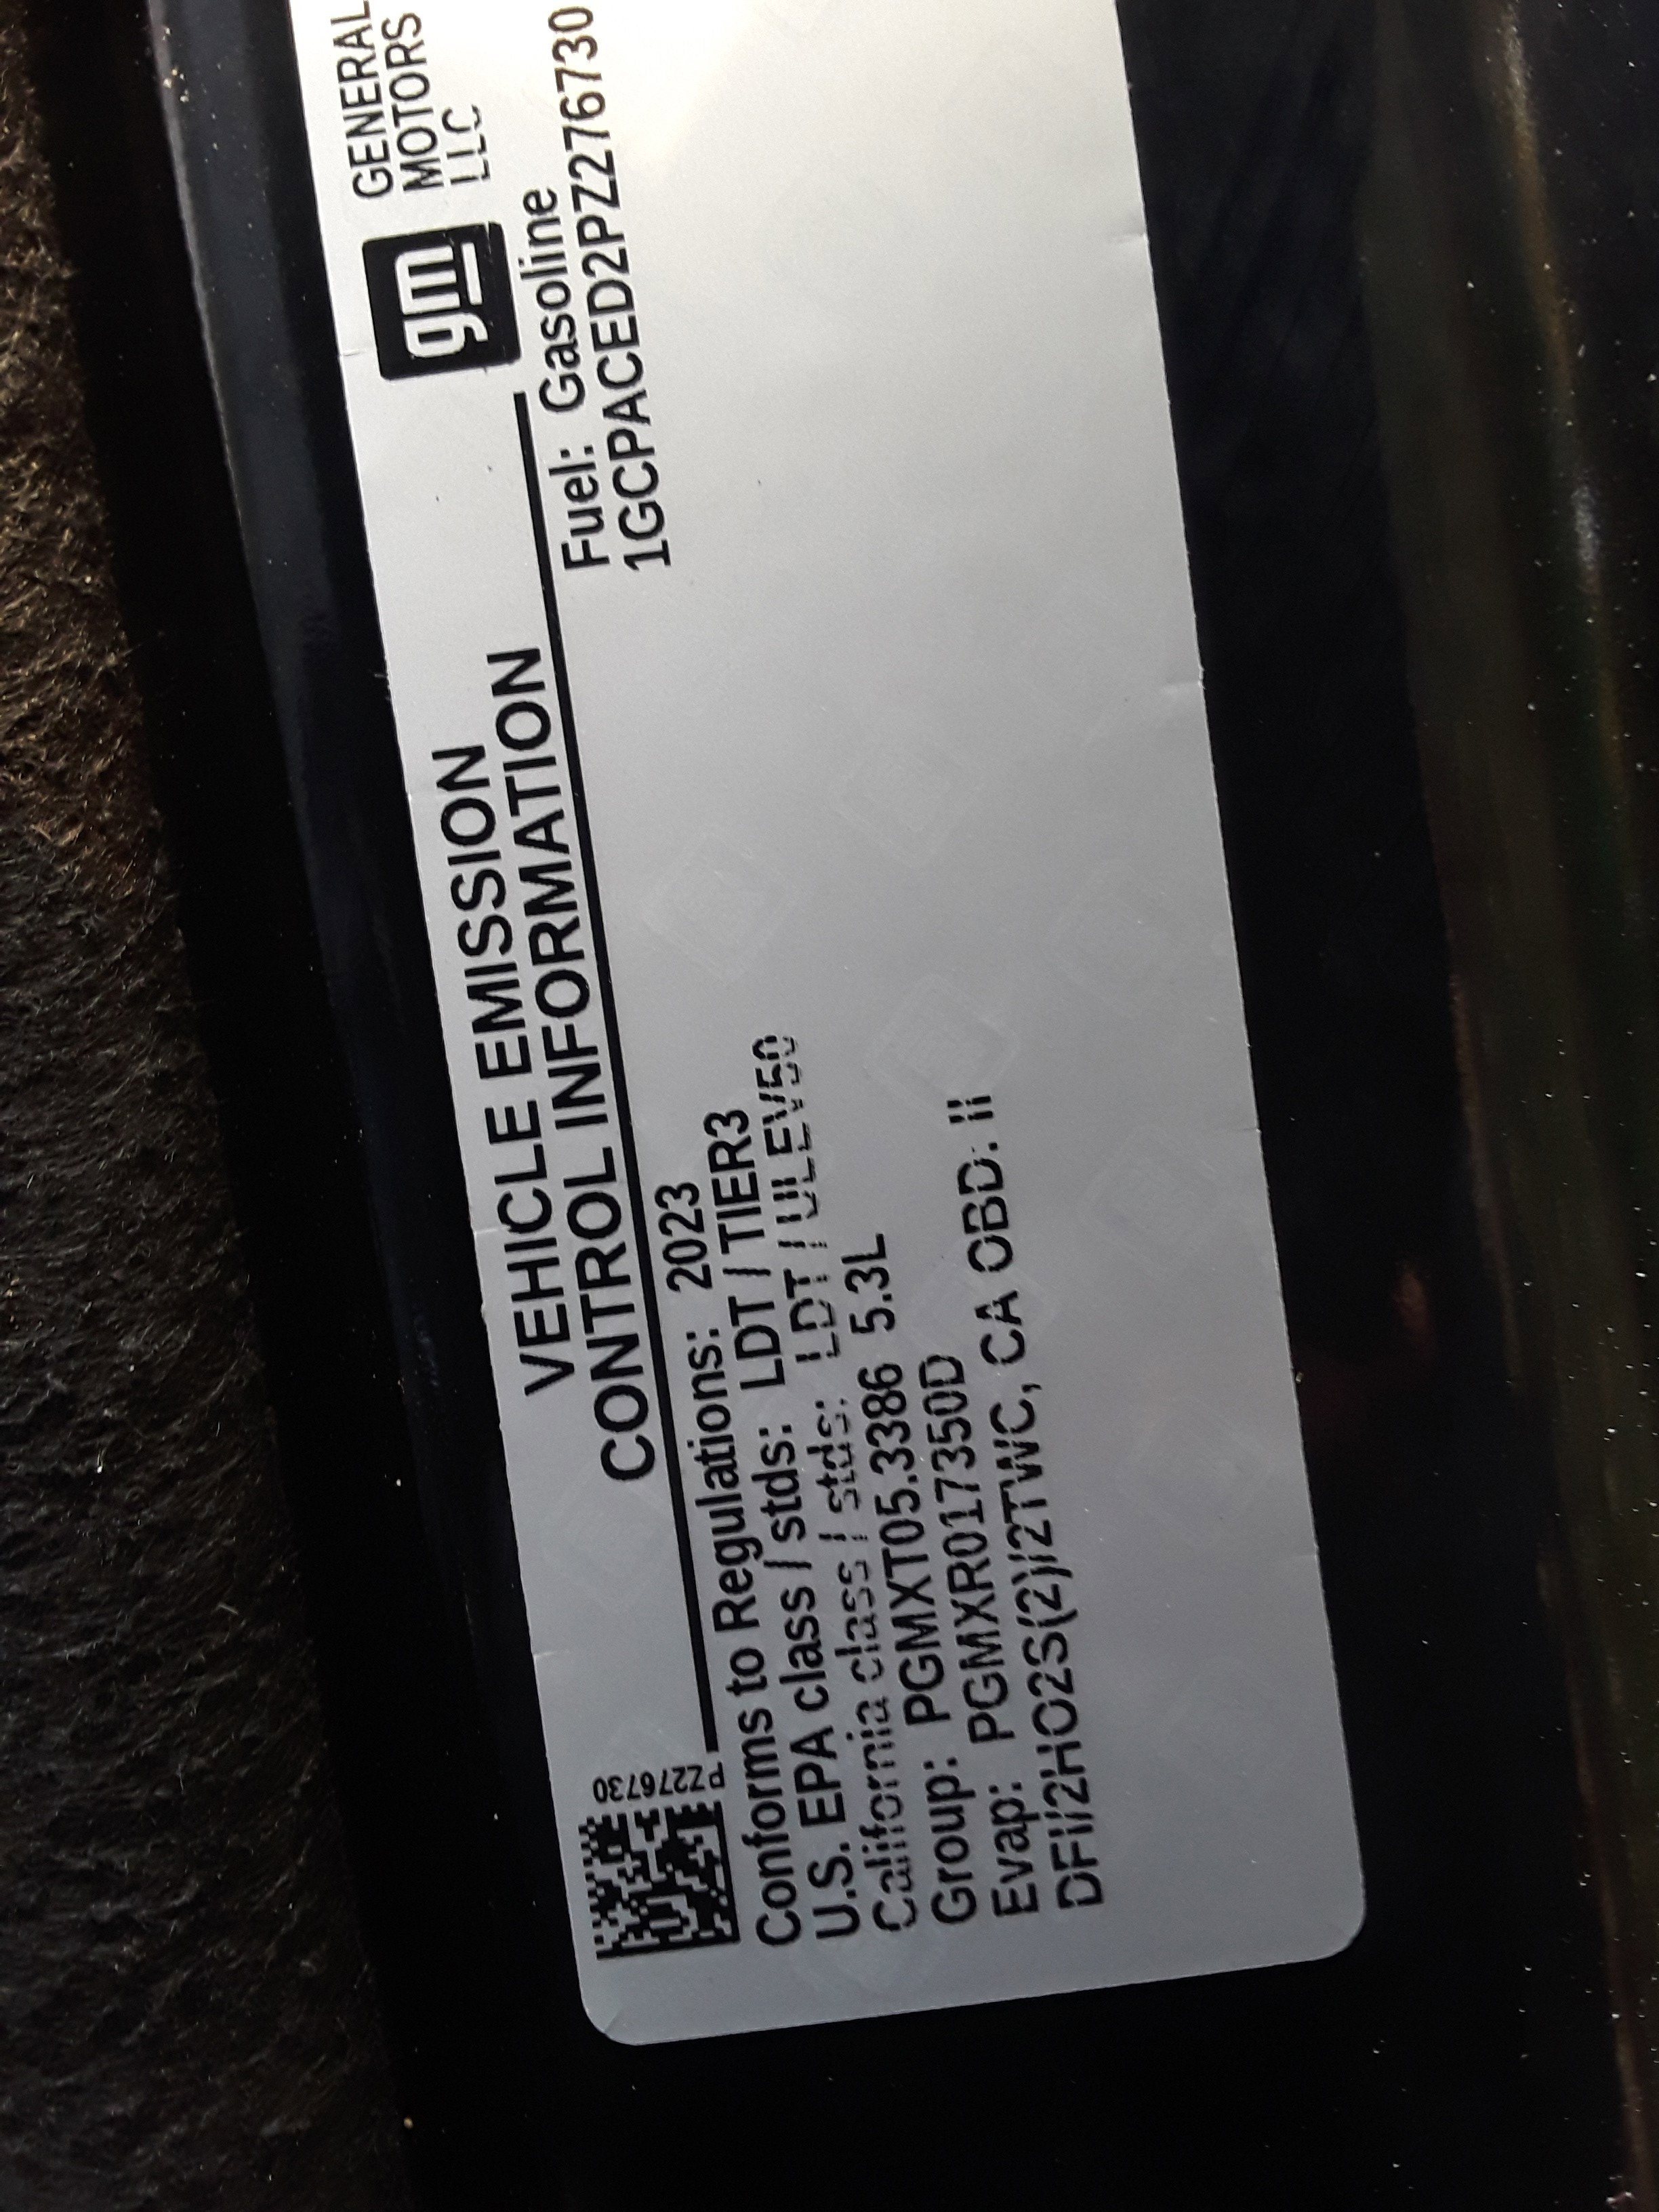 PZ276730
VEHICLE EMISSION
CONTROL INFORMATION
gm
GENERAL
MOTORS
LLC
Conforms to Regulations: 2023
Fuel: Gasoline
U.S. EPA class / stds: LDT / TIER3
1GCPACED2PZ276730
California class / stds: LDT / ULEV50
Group: PGMXT05.3386 5.3L
Evap: PGMXR017350D
DFI/2HO2S(2)/2TWC, CA OBD. II